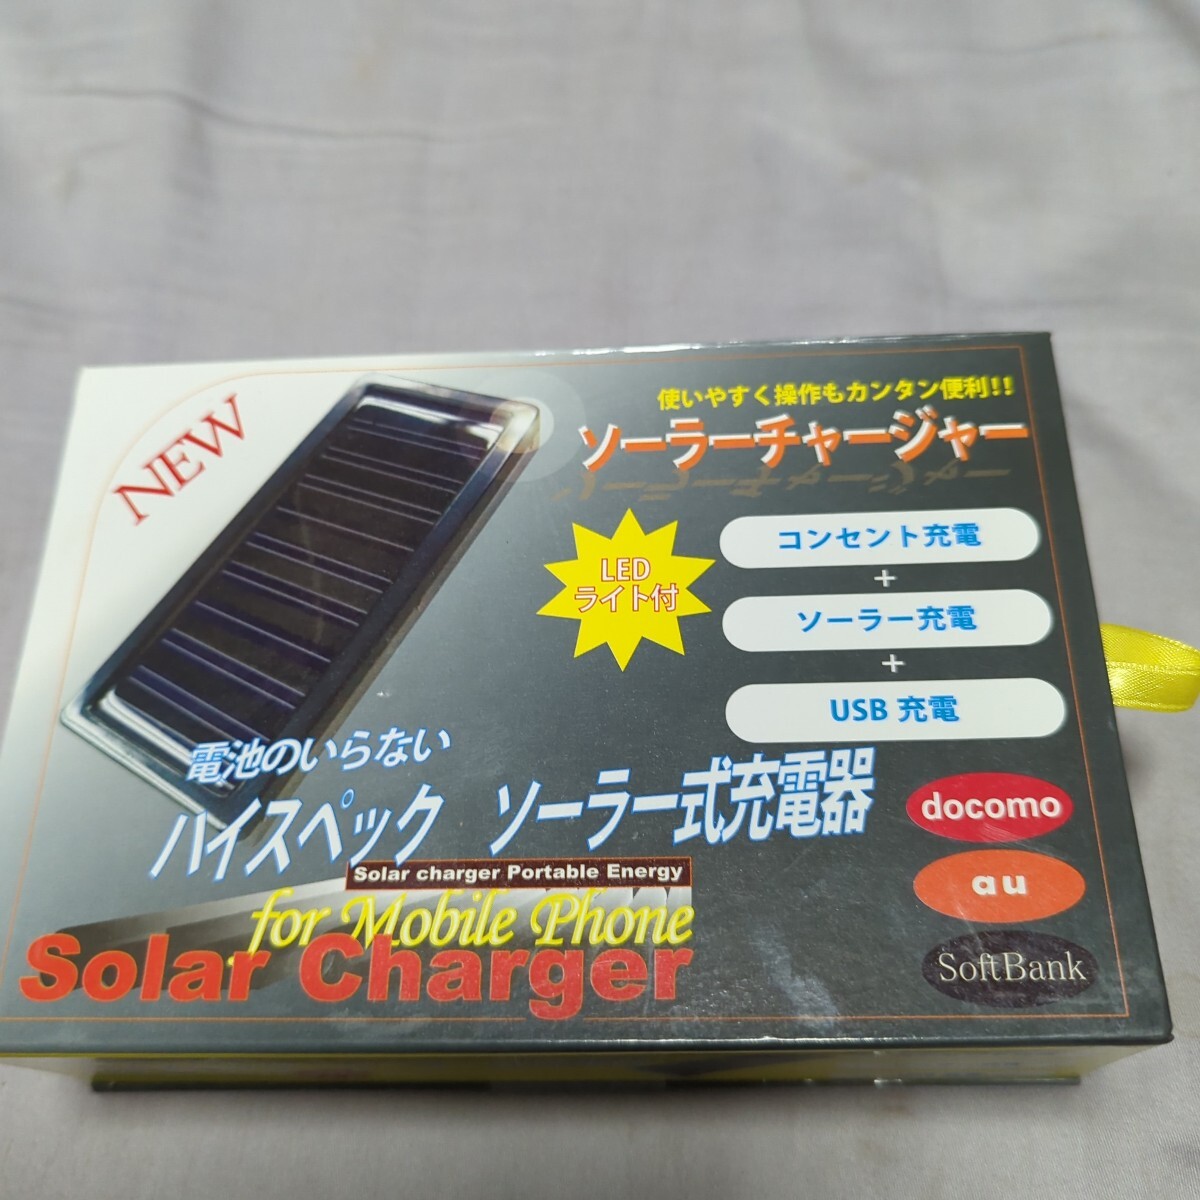 NEW
使いやすく操作もカンタン便利!!
ソーラーチャージャー
LED
ライト付
コンセント充電
+
ソーラー充電
+
USB 充電
電池のいらない
ハイスペック ソーラー式充電器
Solar charger Portable Energy
for Mobile Phone
Solar Charger
docomo
au
SoftBank